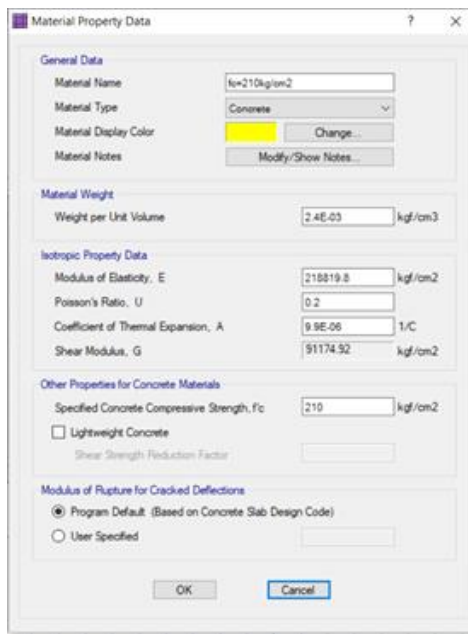 Material Property Data
? ×
General Data
Material Name fc=210kg/cm2
Material Type Concrete
Material Display Color Change...
Material Notes Modify/Show Notes...
Material Weight
Weight per Unit Volume 2.4E-03 kgf/cm3
Isotropic Property Data
Modulus of Elasticity, E 218819.8 kgf/cm2
Poisson's Ratio, U 0.2
Coefficient of Thermal Expansion, A 9.9E-06 1/C
Shear Modulus, G 91174.92 kgf/cm2
Other Properties for Concrete Materials
Specified Concrete Compressive Strength, f'c 210 kgf/cm2
Lightweight Concrete
Shear Strength Reduction Factor
Modulus of Rupture for Cracked Deflections
Program Default (Based on Concrete Slab Design Code)
User Specified
OK Cancel